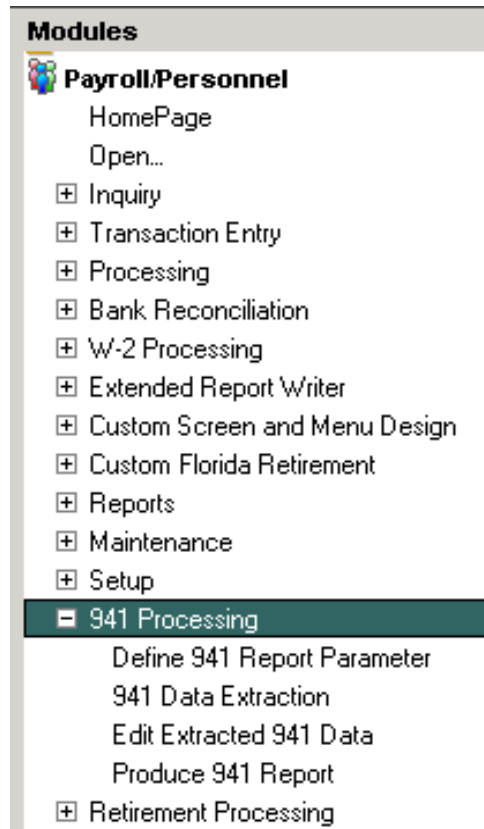 Modules
Payroll/Personnel
HomePage
Open...
Inquiry
Transaction Entry
Processing
Bank Reconciliation
W-2 Processing
Extended Report Writer
Custom Screen and Menu Design
Custom Florida Retirement
Reports
Maintenance
Setup
941 Processing
Define 941 Report Parameter
941 Data Extraction
Edit Extracted 941 Data
Produce 941 Report
Retirement Processing